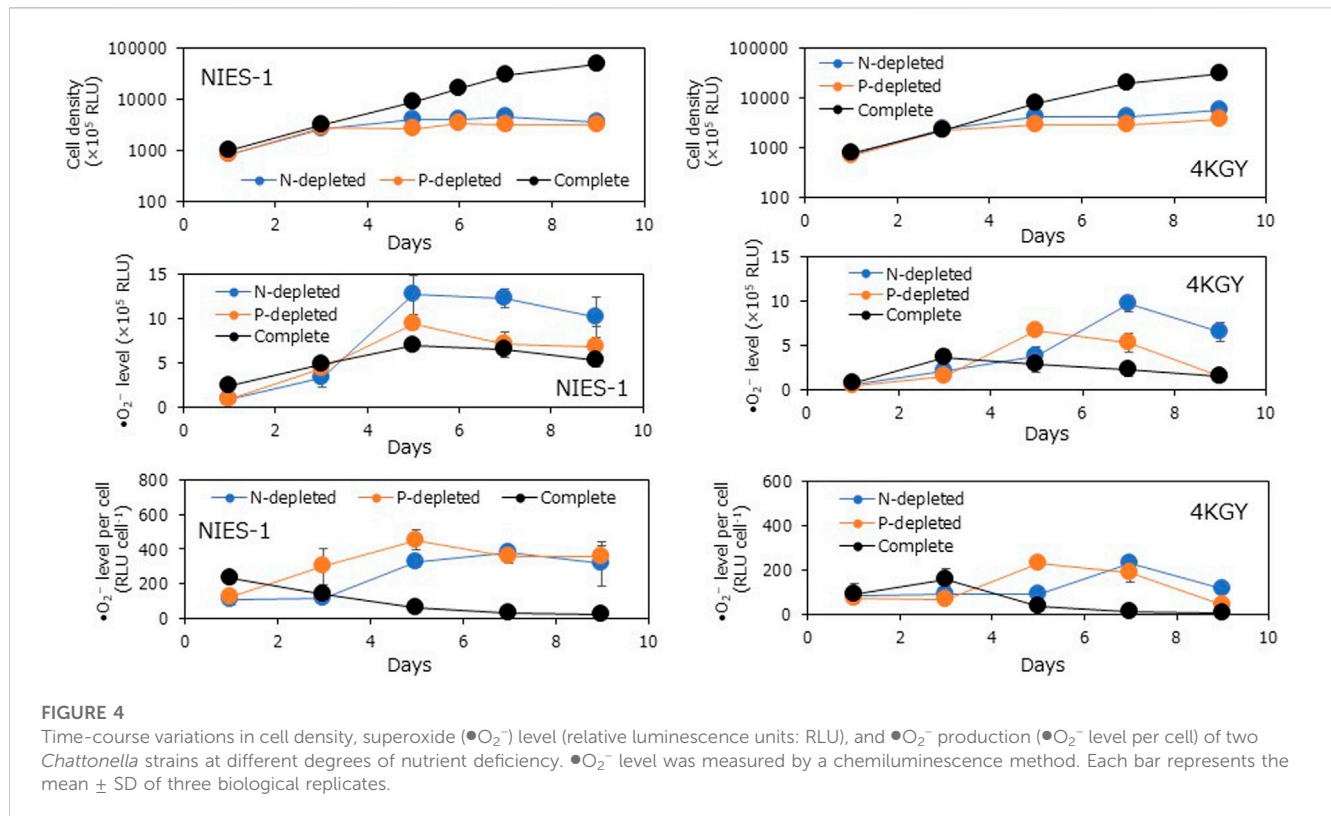 Cell density
(×10⁵ RLU)
100000
10000
1000
100
NIES-1
N-depleted P-depleted Complete
0 2 4 6 8 10
Days
Cell density
(×10⁵ RLU)
100000
10000
1000
100
N-depleted
P-depleted
Complete
4KGY
0 2 4 6 8 10
Days
•O₂⁻ level (×10⁵ RLU)
15
10
5
0
N-depleted
P-depleted
Complete
NIES-1
0 2 4 6 8 10
Days
•O₂⁻ level (×10⁵ RLU)
15
10
5
0
N-depleted
P-depleted
Complete
4KGY
0 2 4 6 8 10
Days
•O₂⁻ level per cell
(RLU cell⁻¹)
800
600
400
200
0
N-depleted P-depleted Complete
NIES-1
0 2 4 6 8 10
Days
•O₂⁻ level per cell
(RLU cell⁻¹)
600
400
200
0
N-depleted
P-depleted
Complete
4KGY
0 2 4 6 8 10
Days
FIGURE 4
Time-course variations in cell density, superoxide (●O₂⁻) level (relative luminescence units: RLU), and ●O₂⁻ production (●O₂⁻ level per cell) of two
Chattonella strains at different degrees of nutrient deficiency. ●O₂⁻ level was measured by a chemiluminescence method. Each bar represents the
mean ± SD of three biological replicates.